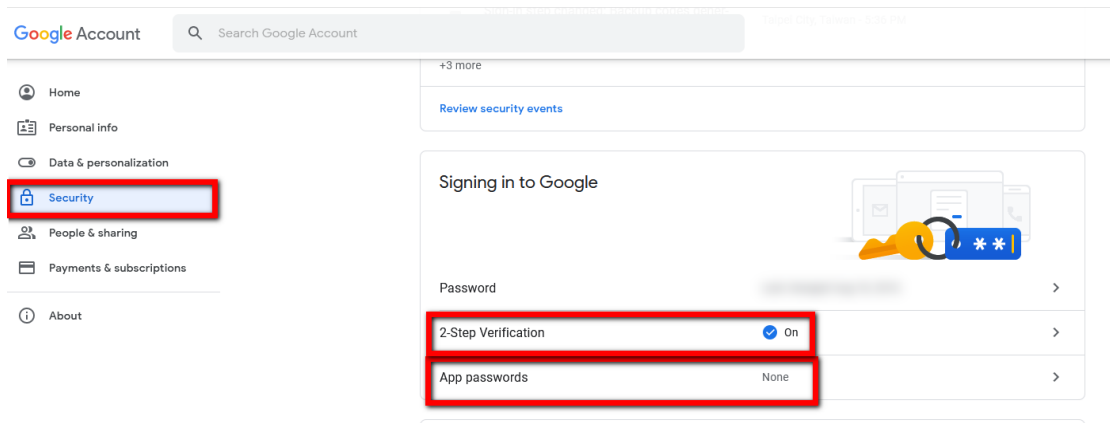 Google Account
Search Google Account
+3 more
Review security events
Home
Personal info
Data & personalization
Security
People & sharing
Payments & subscriptions
About
Signing in to Google
**
Password
2-Step Verification On
App passwords None